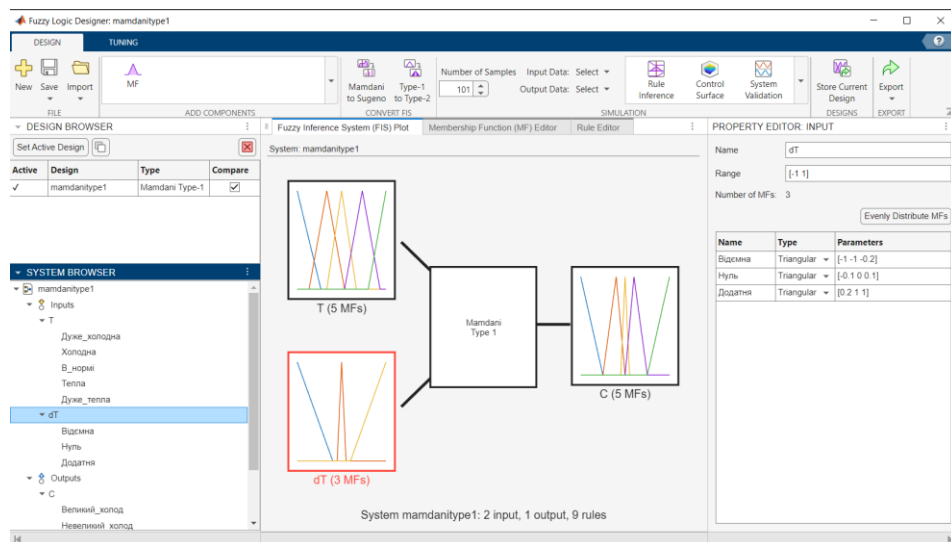 Fuzzy Logic Designer: mamdanitype1
DESIGN
TUNING
New
Save
Import
FILE
MF
ADD COMPONENTS
Mamdani
to Sugeno
Type-1
to Type-2
CONVERT FIS
Number of Samples
101
Input Data: Select
Output Data: Select
Rule
Inference
Control
Surface
System
Validation
SIMULATION
Store Current
Design
DESIGNS
Export
EXPORT
DESIGN BROWSER
Set Active Design
Active Design Type Compare
✓ mamdanitype1 Mamdani Type-1
SYSTEM BROWSER
mamdanitype1
Inputs
T
Дуже_холодна
Холодна
В_нормі
Тепла
Дуже_тепла
dT
Відємна
Нуль
Додатня
Outputs
C
Великий_холод
Невеликий_холод
Fuzzy Inference System (FIS) Plot
Membership Function (MF) Editor
Rule Editor
System: mamdanitype1
T (5 MFs)
Mamdani
Type 1
C (5 MFs)
dT (3 MFs)
System mamdanitype1: 2 input, 1 output, 9 rules
PROPERTY EDITOR: INPUT
Name dT
Range [-1 1]
Number of MFs: 3
Evenly Distribute MFs
Name Type Parameters
Відємна Triangular [-1 -1 -0.2]
Нуль Triangular [-0.1 0 0.1]
Додатня Triangular [0.2 1 1]